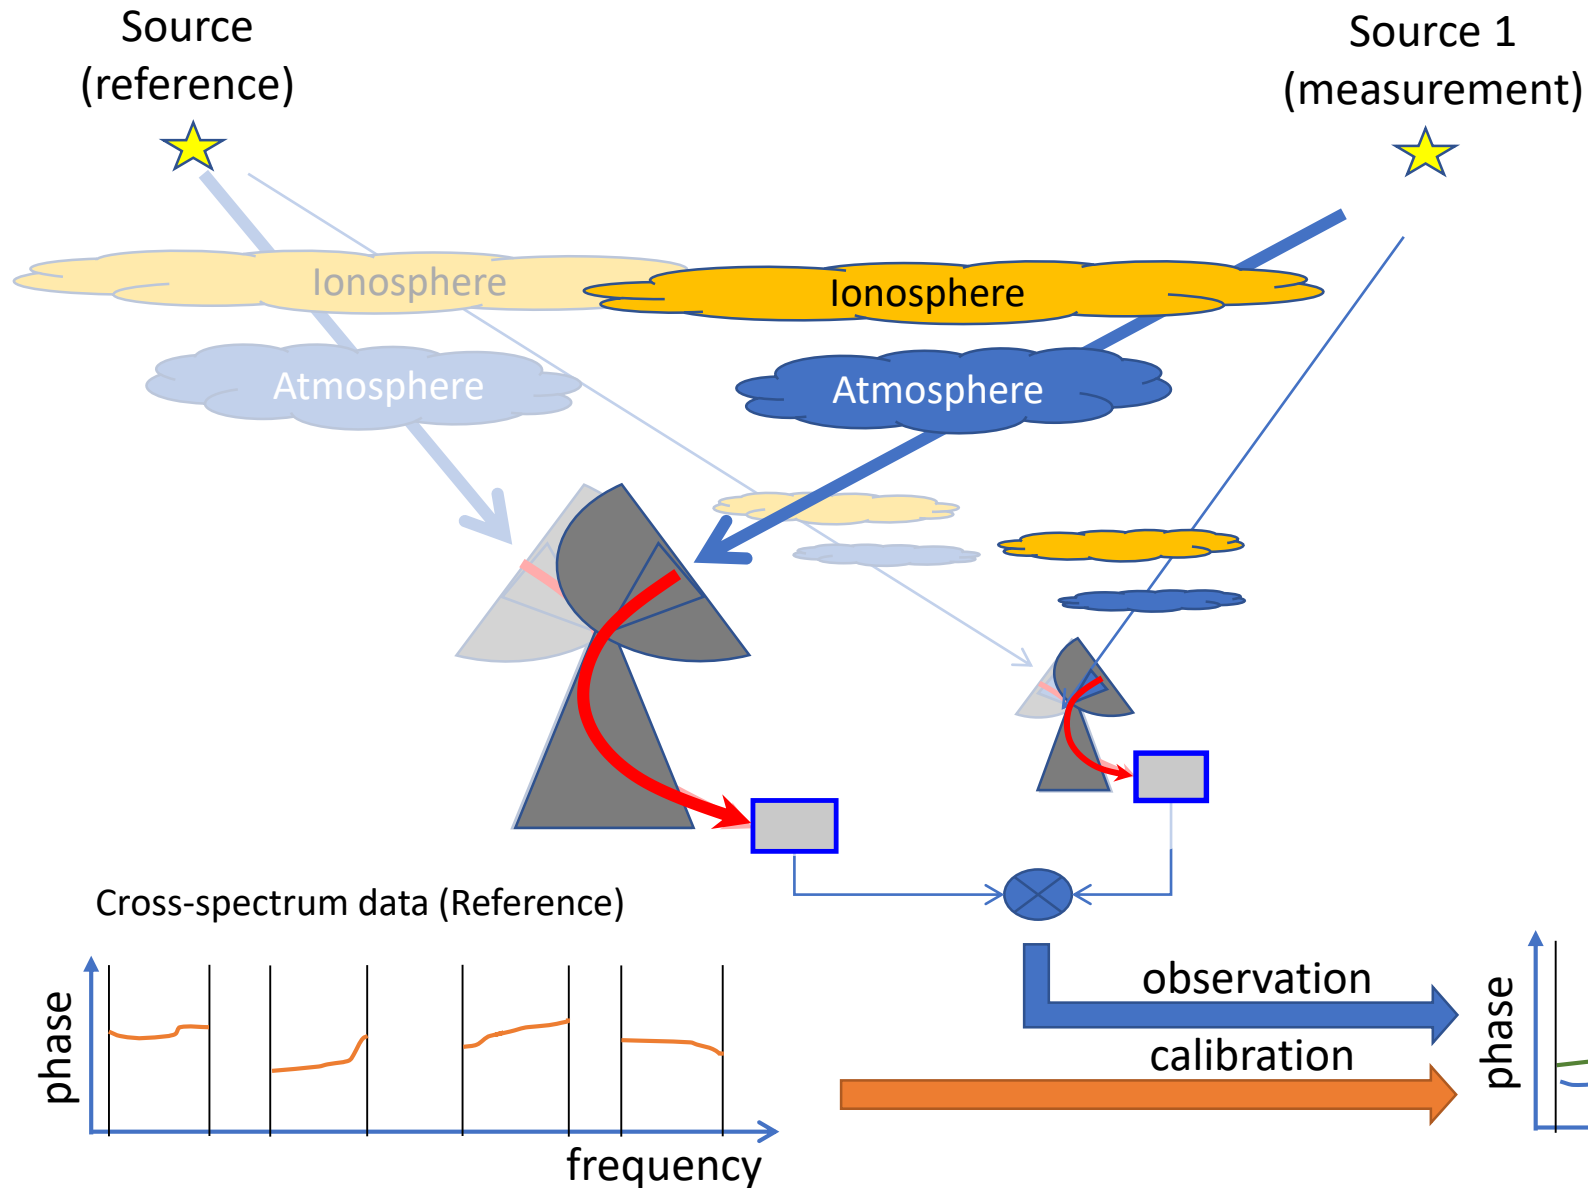 Source
(reference)
Source 1
(measurement)
Ionosphere
Ionosphere
Atmosphere
Atmosphere
Cross-spectrum data (Reference)
phase
frequency
observation
calibration
phase